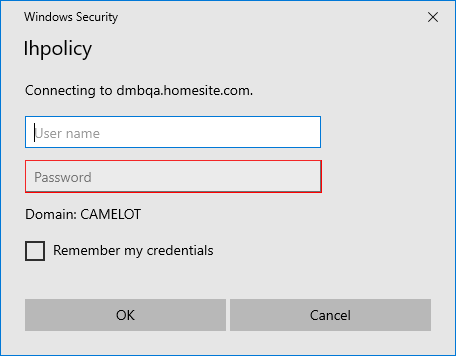 Windows Security
Ihpolicy
Connecting to dmbqa.homesite.com.
User name
Password
Domain: CAMELOT
Remember my credentials
OK
Cancel